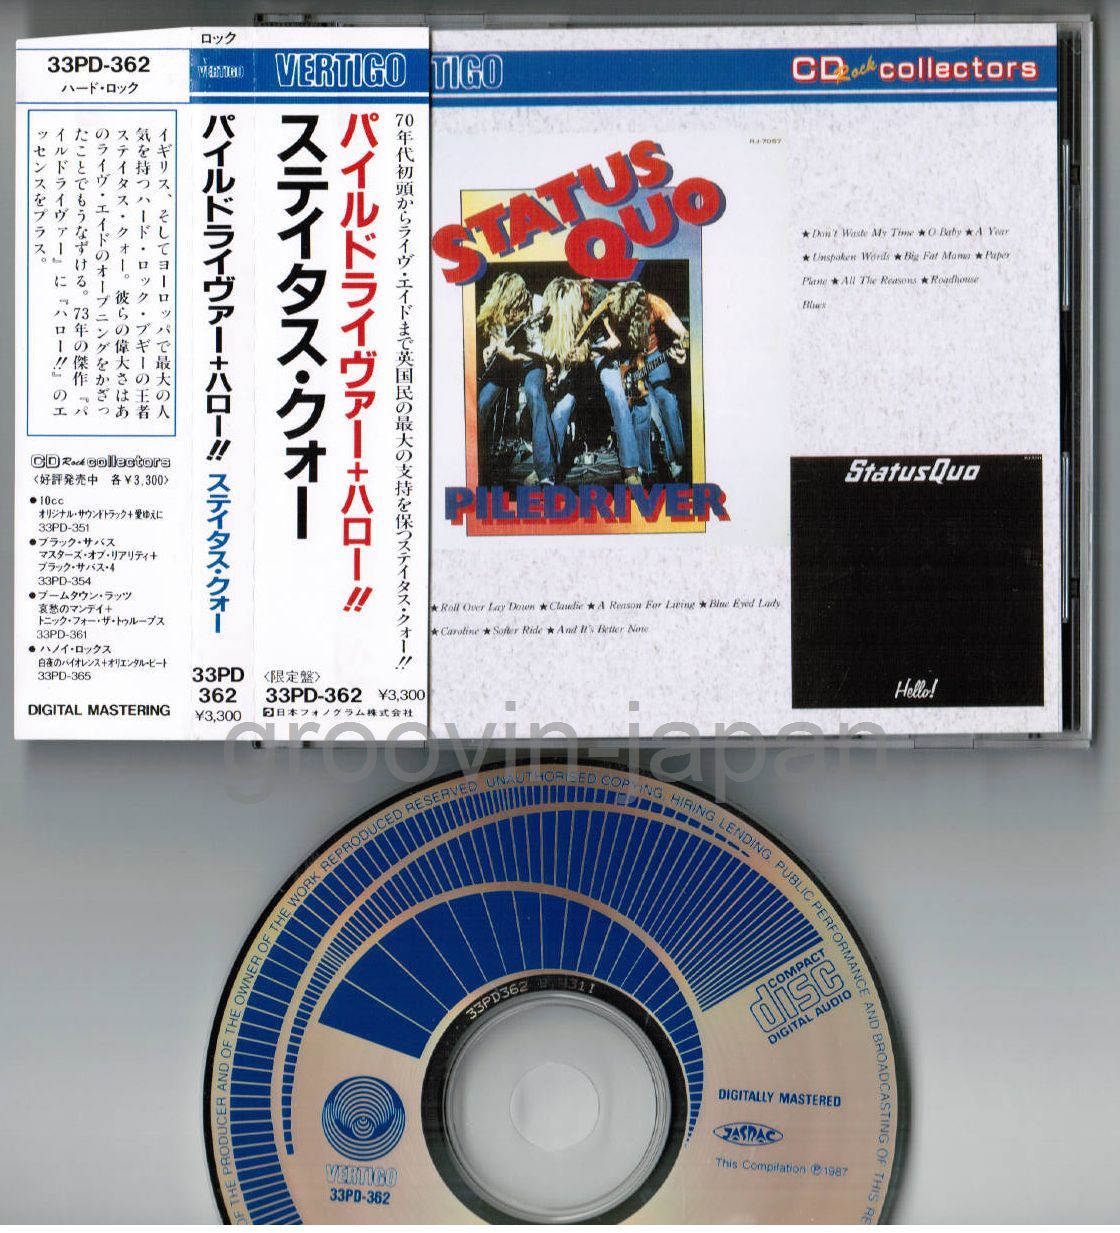 33PD-362
ハード・ロック
イギリス、そしてヨーロッパで最大の人
気を持つハード・ロック・ブギーの王者
ステイタス・クォー。彼らの偉大さはあ
のライヴ・エイドのオープニングをかざっ
たことでもうなずける。73年の傑作『パ
イルドライヴァー』に『ハロー!!』のエ
ッセンスをプラス。
CD Rock collectors
〈好評発売中 各¥3,300〉
●10cc
オリジナル・サウンドトラック+愛ゆえに
33PD-351
●ブラック・サバス
マスターズ・オブ・リアリティ+
ブラック・サバス・4
33PD-354
●ブームタウン・ラッツ
哀愁のマンデイ+
トニック・フォー・ザ・トゥループス
33PD-361
●ハノイ・ロックス
白夜のバイオレンス+オリエンタル・ビート
33PD-365
DIGITAL MASTERING
ロック
VERTIGO
パイルドライヴァー+ハロー!! ステイタス・クォー
33PD
362
¥3,300
VERTIGO
70年代初頭からライヴ・エイドまで英国民の最大の支持を保つステイタス・クォー!!
パイルドライヴァー+ハロー!!
ステイタス・クォー
〈限定盤〉
33PD-362 ¥3,300
日本フォノグラム株式会社
TIGO
CD Rock collectors
RJ-7057
STATUS
QUO
PILEDRIVER
★Don't Waste My Time ★O Baby ★A Year
★Unspoken Words ★Big Fat Mama ★Paper
Plane ★All The Reasons ★Roadhouse
Blues
Status Quo
Hello!
★Roll Over Lay Down ★Claudie ★A Reason For Living ★Blue Eyed Lady
★Caroline ★Softer Ride ★And It's Better Now
groovin-japan
OF THE PRODUCER AND OF THE OWNER OF THE WORK REPRODUCED RESERVED. UNAUTHORISED COPYING, HIRING, LENDING, PUBLIC PERFORMANCE AND BROADCASTING OF THIS RE
33PD362
COMPACT
disc
DIGITAL AUDIO
DIGITALLY MASTERED
JASRAC
This Compilation ℗1987
VERTIGO
33PD-362